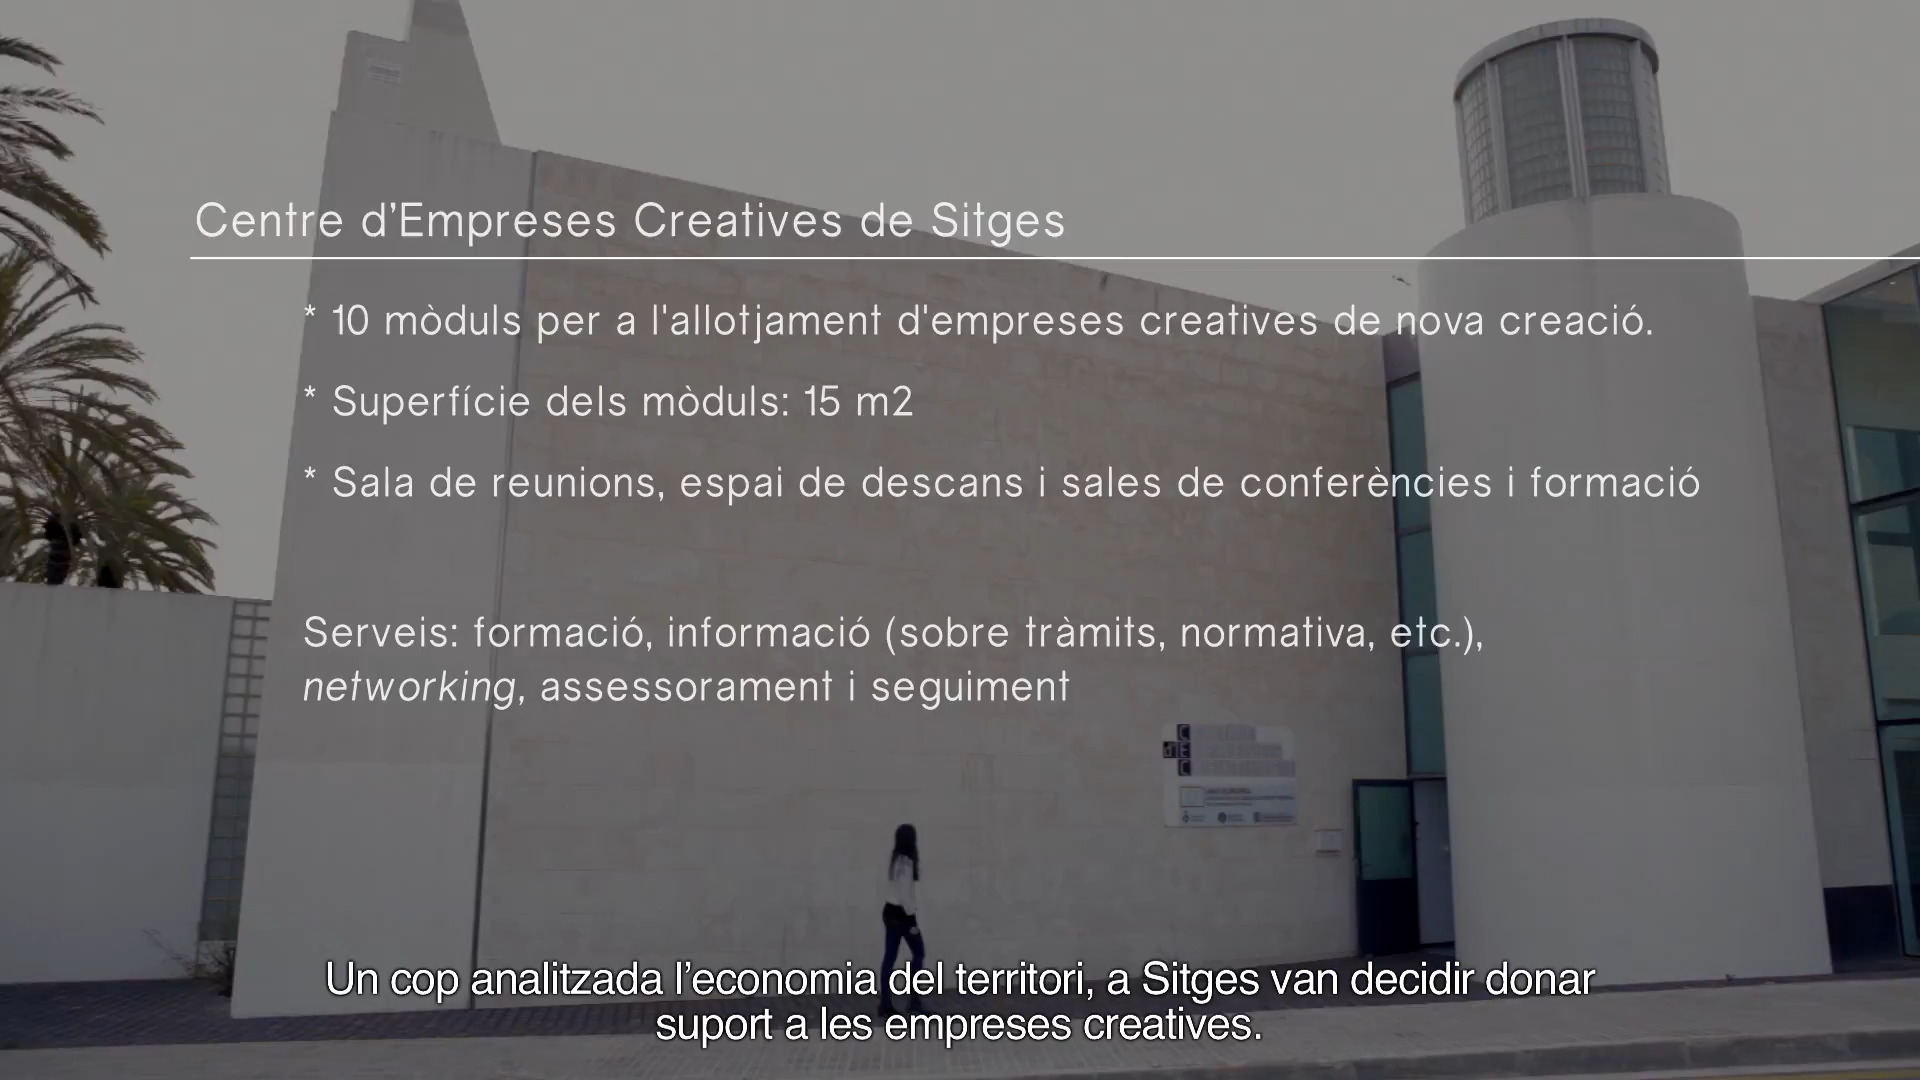 Centre d'Empreses Creatives de Sitges
* 10 mòduls per a l'allotjament d'empreses creatives de nova creació.
* Superfície dels mòduls: 15 m2
* Sala de reunions, espai de descans i sales de conferències i formació
Serveis: formació, informació (sobre tràmits, normativa, etc.),
networking, assessorament i seguiment
C
d'E
C
Un cop analitzada l’economia del territori, a Sitges van decidir donar
suport a les empreses creatives.